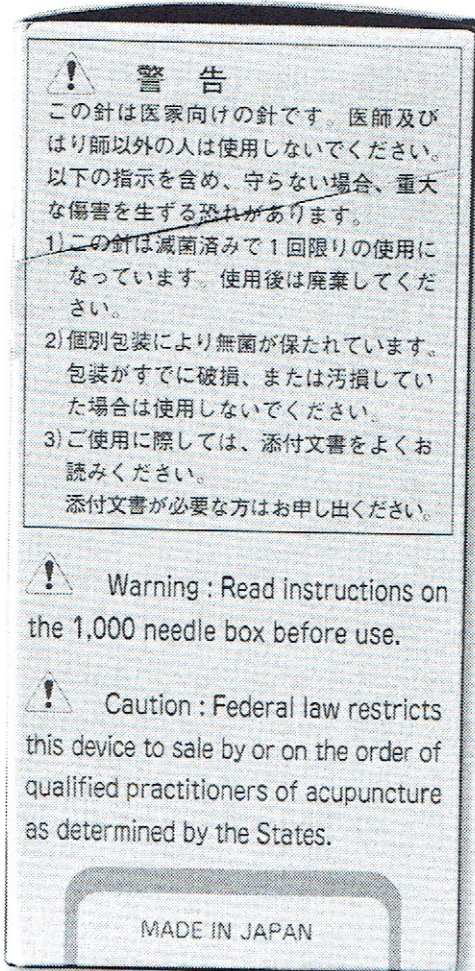 警 告
この針は医家向けの針です。医師及び
はり師以外の人は使用しないでください。
以下の指示を含め、守らない場合、重大
な傷害を生ずる恐れがあります。
1)この針は滅菌済みで1回限りの使用に
なっています。使用後は廃棄してくだ
さい。
2)個別包装により無菌が保たれています。
包装がすでに破損、または汚損してい
た場合は使用しないでください。
3)ご使用に際しては、添付文書をよくお
読みください。
添付文書が必要な方はお申し出ください。
Warning : Read instructions on
the 1,000 needle box before use.
Caution : Federal law restricts
this device to sale by or on the order of
qualified practitioners of acupuncture
as determined by the States.
MADE IN JAPAN